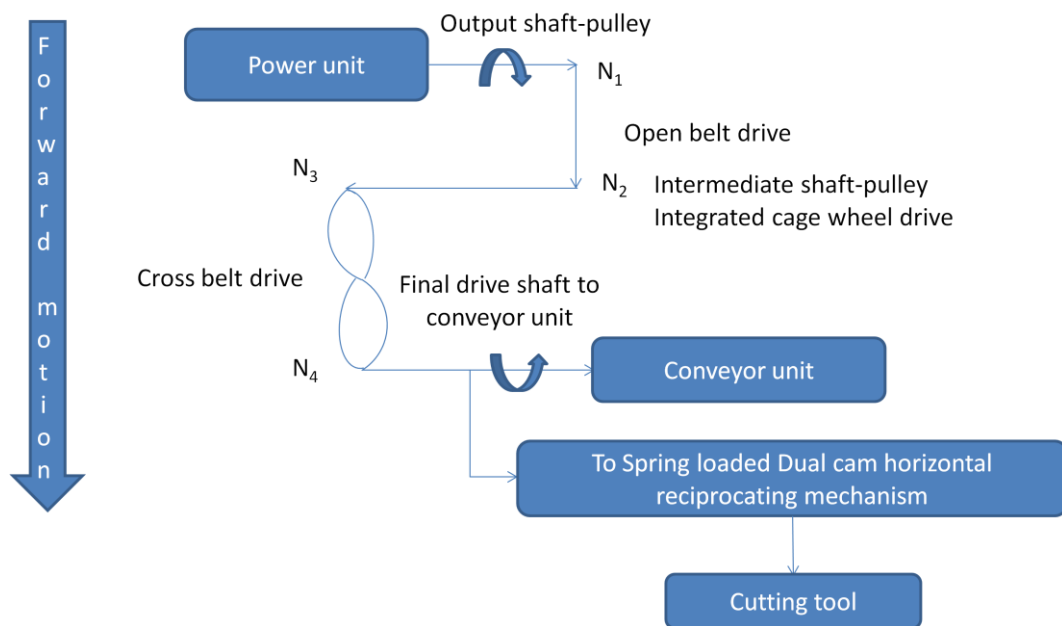 Forward motion
Output shaft-pulley
Power unit
N1
Open belt drive
N3
N2
Intermediate shaft-pulley
Integrated cage wheel drive
Cross belt drive
Final drive shaft to
conveyor unit
N4
Conveyor unit
To Spring loaded Dual cam horizontal
reciprocating mechanism
Cutting tool